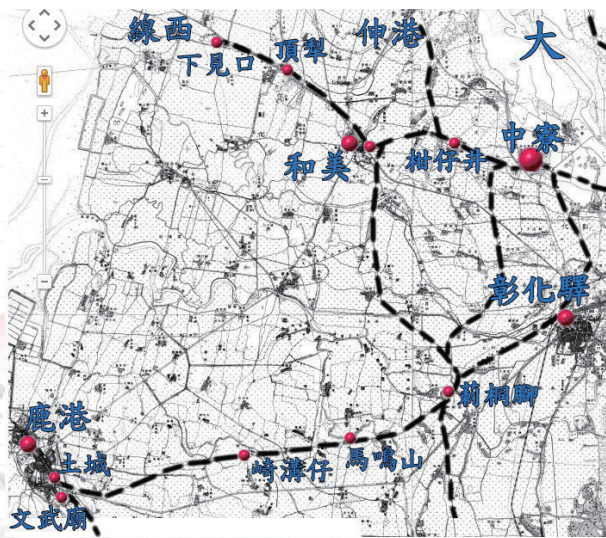 線西
伸港
大
下見口
頂犁
和美
柑仔井
中寮
彰化驛
莿桐腳
鹿港
土城
崎溝仔
馬鳴山
文武廟